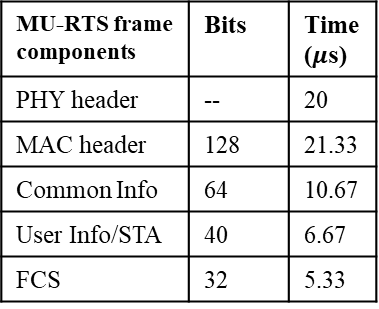 MU-RTS frame components Bits Time (μs)
PHY header -- 20
MAC header 128 21.33
Common Info 64 10.67
User Info/STA 40 6.67
FCS 32 5.33